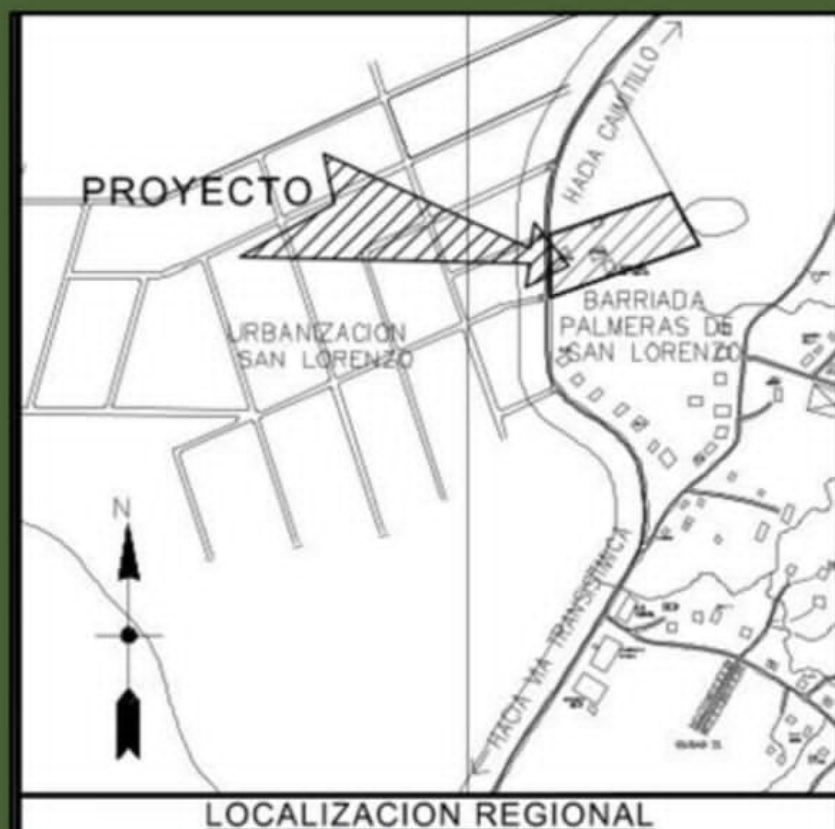 HACIA CAIMITILLO
PROYECTO
URBANIZACION
SAN LORENZO
BARRIADA
PALMERAS DE
SAN LORENZO
N
HACIA VIA TRANSISTMICA
LOCALIZACION REGIONAL